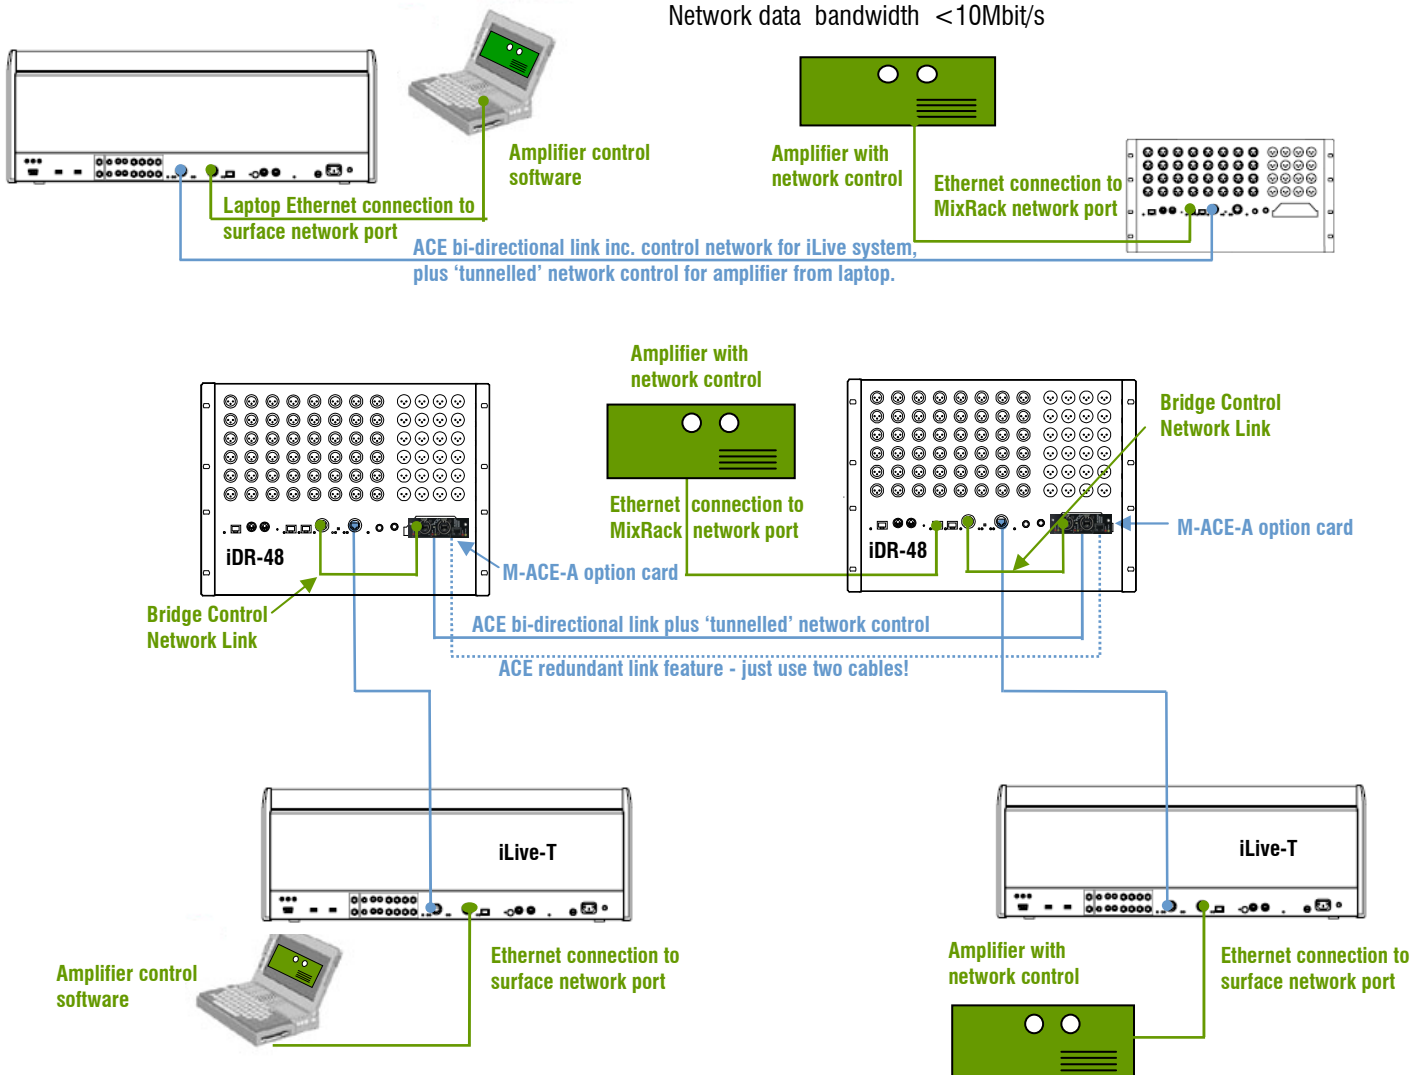 Network data bandwidth <10Mbit/s
Amplifier control
software
Amplifier with
network control
Ethernet connection to
MixRack network port
Laptop Ethernet connection to
surface network port
ACE bi-directional link inc. control network for iLive system,
plus ‘tunnelled’ network control for amplifier from laptop.
Amplifier with
network control
Bridge Control
Network Link
Ethernet connection to
MixRack network port
iDR-48
M-ACE-A option card
iDR-48
M-ACE-A option card
Bridge Control
Network Link
ACE bi-directional link plus ‘tunnelled’ network control
ACE redundant link feature - just use two cables!
iLive-T
iLive-T
Amplifier control
software
Ethernet connection to
surface network port
Amplifier with
network control
Ethernet connection to
surface network port